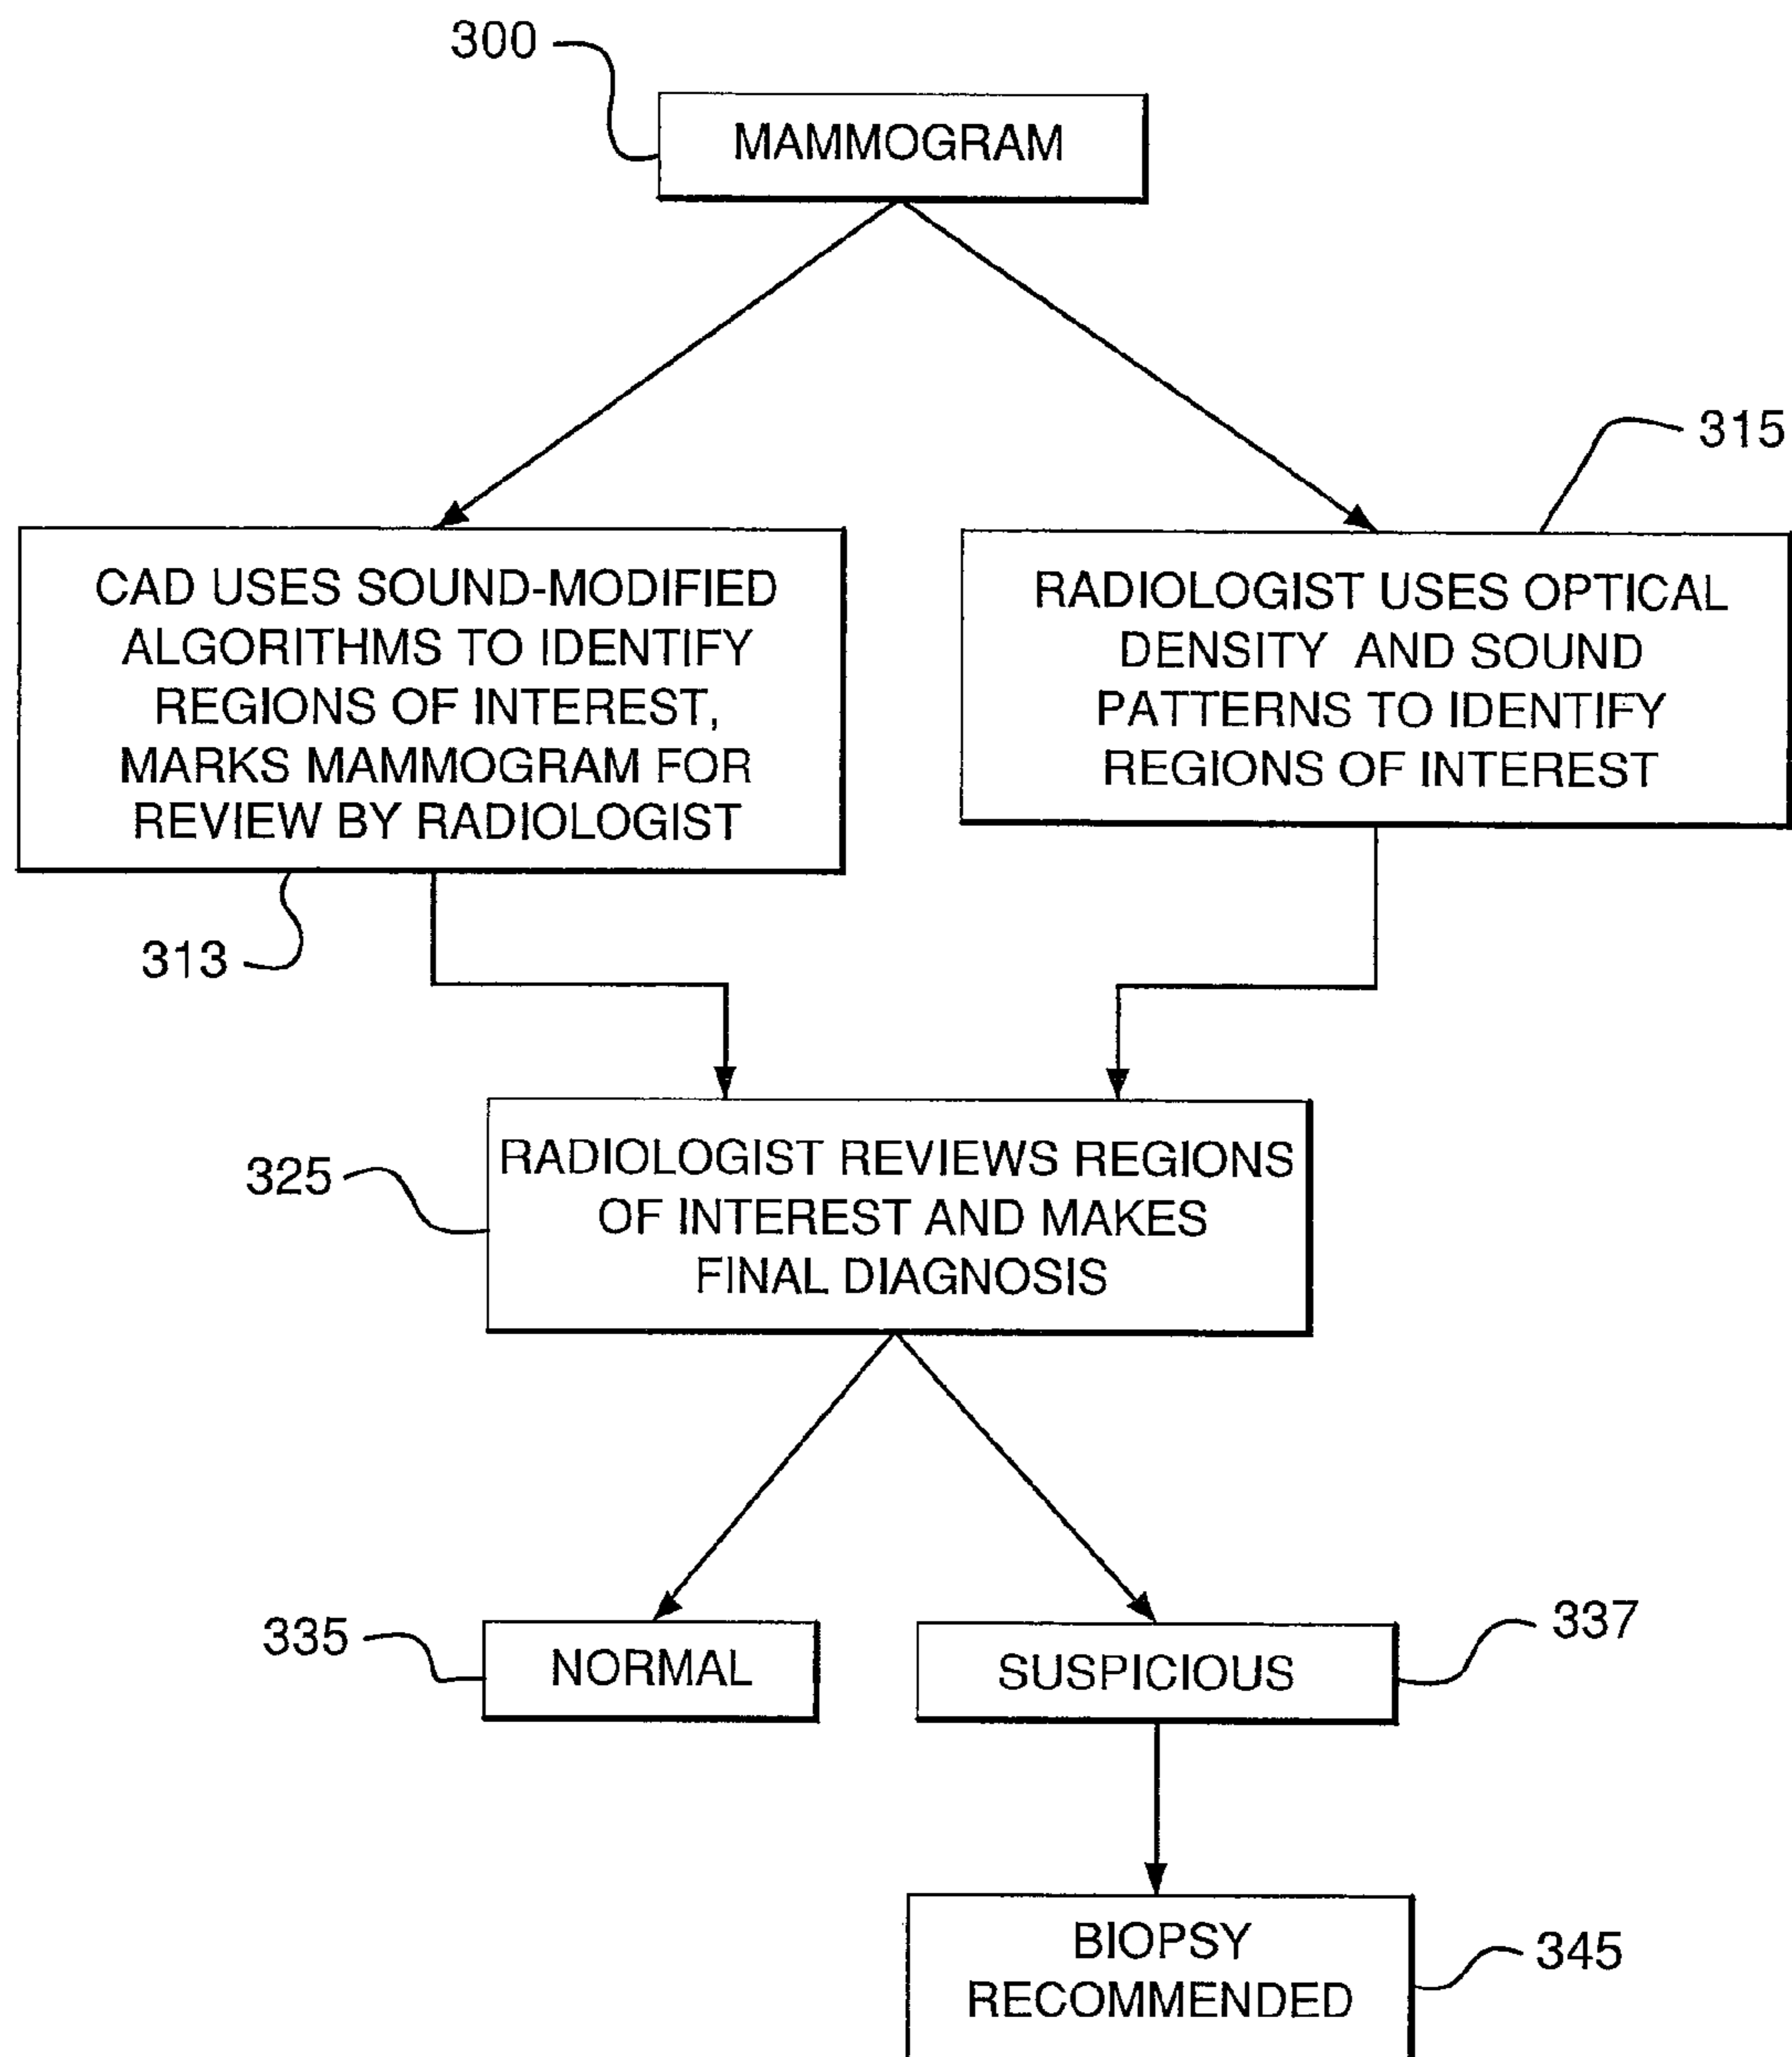 300
MAMMOGRAM
315
CAD USES SOUND-MODIFIED
ALGORITHMS TO IDENTIFY
REGIONS OF INTEREST,
MARKS MAMMOGRAM FOR
REVIEW BY RADIOLOGIST
RADIOLOGIST USES OPTICAL
DENSITY AND SOUND
PATTERNS TO IDENTIFY
REGIONS OF INTEREST
313
325
RADIOLOGIST REVIEWS REGIONS
OF INTEREST AND MAKES
FINAL DIAGNOSIS
335
NORMAL
SUSPICIOUS
337
BIOPSY
RECOMMENDED
345